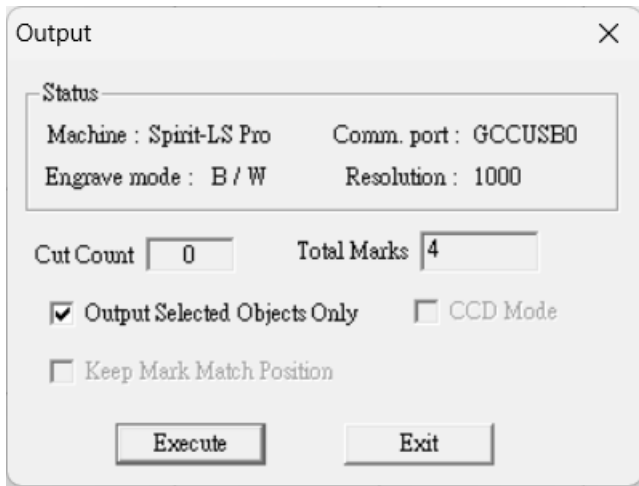 Output
Status
Machine : Spirit-LS Pro Comm. port : GCCUSB0
Engrave mode : B / W Resolution : 1000
Cut Count 0 Total Marks 4
Output Selected Objects Only CCD Mode
Keep Mark Match Position
Execute Exit